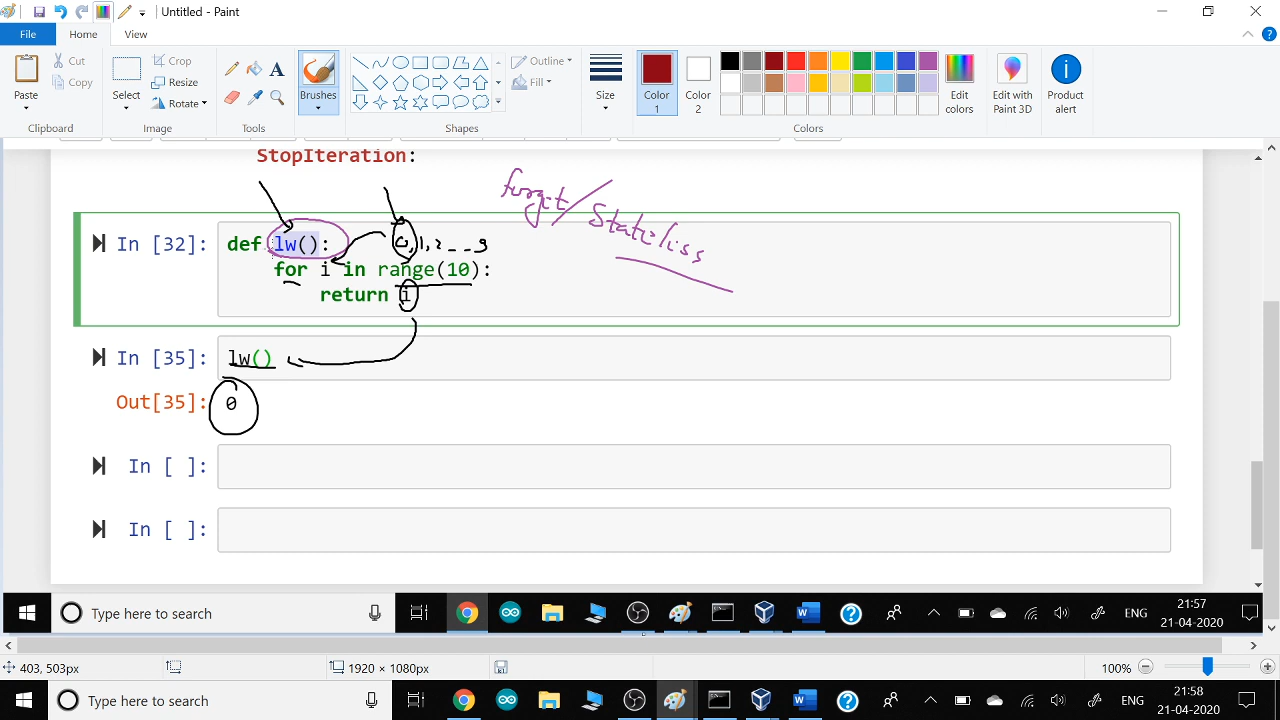 Untitled - Paint
File Home View
Paste
Cut
Copy
Clipboard
Select
Crop
Resize
Rotate
Image
Tools
Brushes
Outline
Fill
Shapes
Size
Color 1
Color 2
Edit colors
Colors
Edit with Paint 3D
Product alert
StopIteration:
forget / Stateless
In [32]: def lw():
0,1,2 _ _ 9
for i in range(10):
return i
In [35]: lw()
Out[35]: 0
In [ ]:
In [ ]:
Type here to search
ENG
21:57
21-04-2020
403, 503px
1920 × 1080px
100%
Type here to search
ENG
21:58
21-04-2020